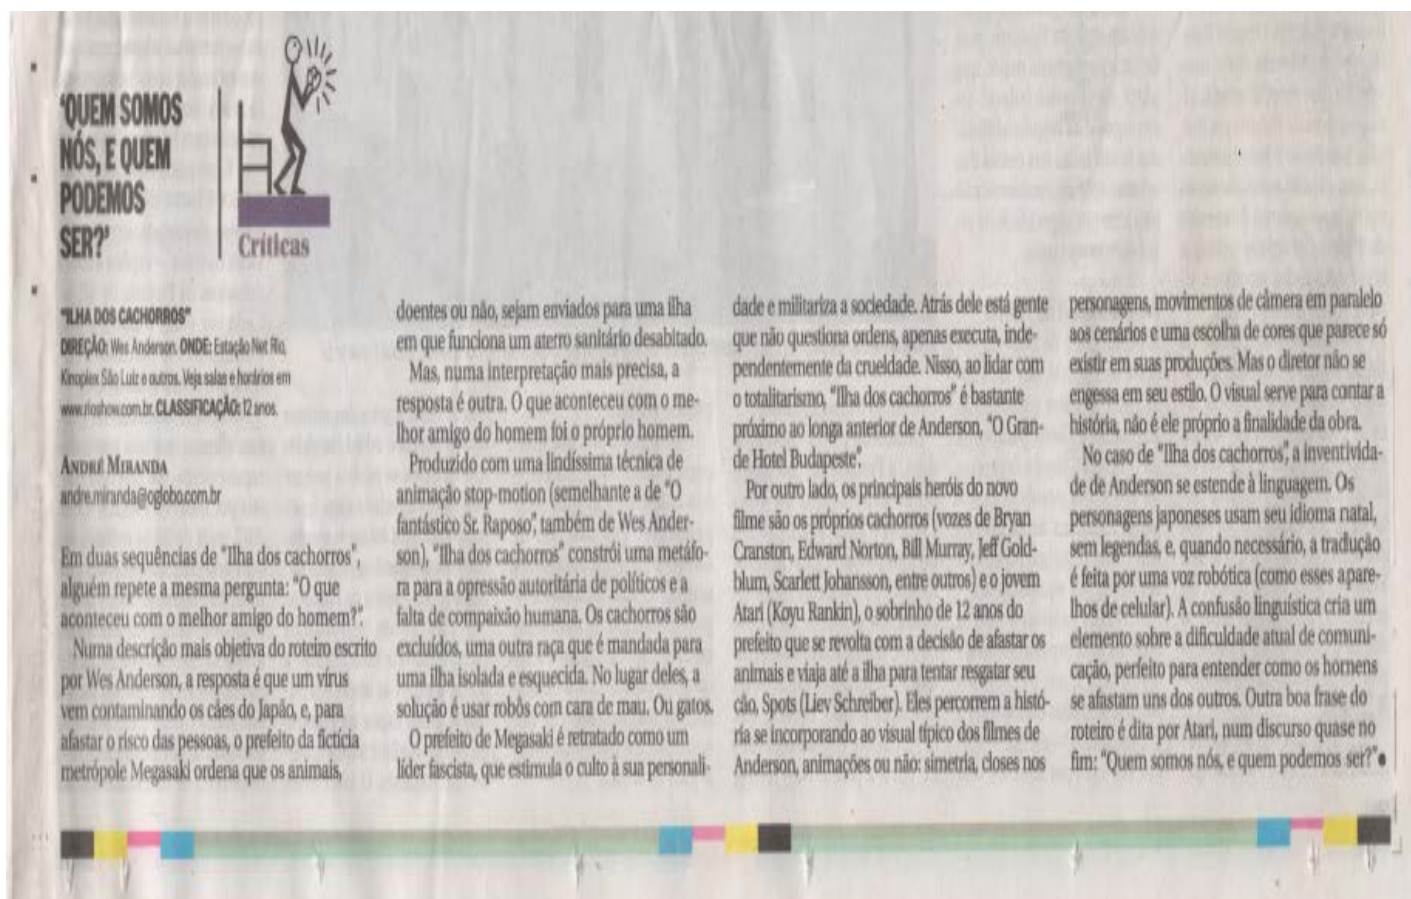 'QUEM SOMOS
NÓS, E QUEM
PODEMOS
SER?'
Críticas
"ILHA DOS CACHORROS"
DIREÇÃO: Wes Anderson. ONDE: Estação Net Rio,
Kinoplex São Luiz e outros. Veja salas e horários em
www.rioshow.com.br. CLASSIFICAÇÃO: 12 anos.
ANDRÉ MIRANDA
andre.miranda@oglobo.com.br
Em duas sequências de "Ilha dos cachorros",
alguém repete a mesma pergunta: "O que
aconteceu com o melhor amigo do homem?".
Numa descrição mais objetiva do roteiro escrito
por Wes Anderson, a resposta é que um vírus
vem contaminando os cães do Japão, e, para
afastar o risco das pessoas, o prefeito da fictícia
metrópole Megasaki ordena que os animais,
doentes ou não, sejam enviados para uma ilha
em que funciona um aterro sanitário desabitado.
Mas, numa interpretação mais precisa, a
resposta é outra. O que aconteceu com o me-
lhor amigo do homem foi o próprio homem.
Produzido com uma lindíssima técnica de
animação stop-motion (semelhante a de "O
fantástico Sr. Raposo", também de Wes Ander-
son), "Ilha dos cachorros" constrói uma metáfo-
ra para a opressão autoritária de políticos e a
falta de compaixão humana. Os cachorros são
excluídos, uma outra raça que é mandada para
uma ilha isolada e esquecida. No lugar deles, a
solução é usar robôs com cara de mau. Ou gatos.
O prefeito de Megasaki é retratado como um
líder fascista, que estimula o culto à sua personali-
dade e militariza a sociedade. Atrás dele está gente
que não questiona ordens, apenas executa, inde-
pendentemente da crueldade. Nisso, ao lidar com
o totalitarismo, "Ilha dos cachorros" é bastante
próximo ao longa anterior de Anderson, "O Gran-
de Hotel Budapeste".
Por outro lado, os principais heróis do novo
filme são os próprios cachorros (vozes de Bryan
Cranston, Edward Norton, Bill Murray, Jeff Gold-
blum, Scarlett Johansson, entre outros) e o jovem
Atari (Koyu Rankin), o sobrinho de 12 anos do
prefeito que se revolta com a decisão de afastar os
animais e viaja até a ilha para tentar resgatar seu
cão, Spots (Liev Schreiber). Eles percorrem a histó-
ria se incorporando ao visual típico dos filmes de
Anderson, animações ou não: simetria, closes nos
personagens, movimentos de câmera em paralelo
aos cenários e uma escolha de cores que parece só
existir em suas produções. Mas o diretor não se
engessa em seu estilo. O visual serve para contar a
história, não é ele próprio a finalidade da obra.
No caso de "Ilha dos cachorros", a inventivida-
de de Anderson se estende à linguagem. Os
personagens japoneses usam seu idioma natal,
sem legendas, e, quando necessário, a tradução
é feita por uma voz robótica (como esses apare-
lhos de celular). A confusão linguística cria um
elemento sobre a dificuldade atual de comuni-
cação, perfeito para entender como os homens
se afastam uns dos outros. Outra boa frase do
roteiro é dita por Atari, num discurso quase no
fim: "Quem somos nós, e quem podemos ser?"●